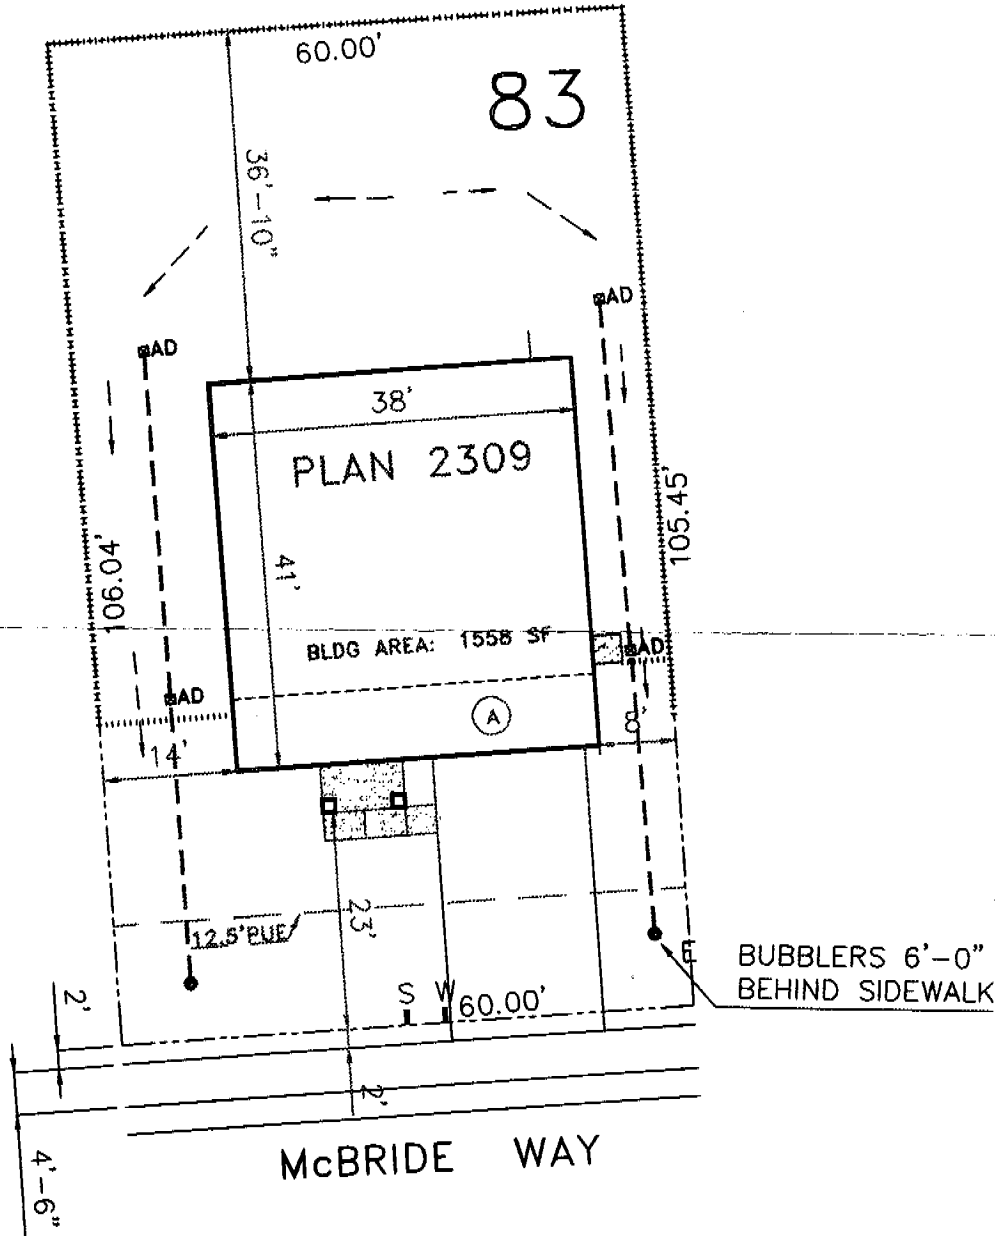 60.00'
83
36'-10"
AD
AD
38'
PLAN 2309
105.45'
106.04'
41'
BLDG AREA: 1558 SF
AD
AD
A
8'
14'
23'
12.5'PUE
E
BUBBLERS 6'-0"
BEHIND SIDEWALK
2'
S W
60.00'
2'
McBRIDE WAY
4'-6"